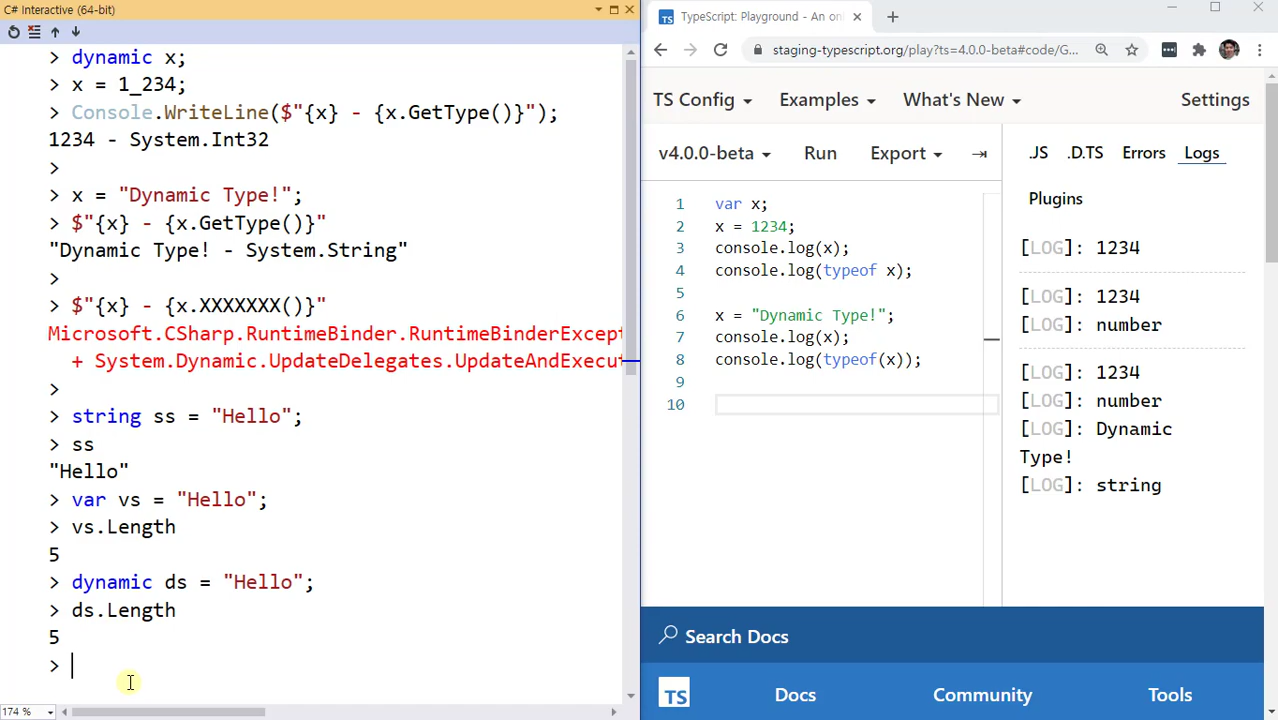 C# Interactive (64-bit)
> dynamic x;
> x = 1_234;
> Console.WriteLine($"{x} - {x.GetType()}");
1234 - System.Int32
>
> x = "Dynamic Type!";
> $"{x} - {x.GetType()}"
"Dynamic Type! - System.String"
>
> $"{x} - {x.XXXXXXX()}"
Microsoft.CSharp.RuntimeBinder.RuntimeBinderExcept
+ System.Dynamic.UpdateDelegates.UpdateAndExecut
>
> string ss = "Hello";
> ss
"Hello"
> var vs = "Hello";
> vs.Length
5
> dynamic ds = "Hello";
> ds.Length
5
>
174 %
TS TypeScript: Playground - An on
staging-typescript.org/play?ts=4.0.0-beta#code/G...
TS Config Examples What's New Settings
v4.0.0-beta Run Export
1 var x;
2 x = 1234;
3 console.log(x);
4 console.log(typeof x);
5
6 x = "Dynamic Type!";
7 console.log(x);
8 console.log(typeof(x));
9
10
.JS .D.TS Errors Logs
Plugins
[LOG]: 1234
[LOG]: 1234
[LOG]: number
[LOG]: 1234
[LOG]: number
[LOG]: Dynamic
Type!
[LOG]: string
Search Docs
TS Docs Community Tools